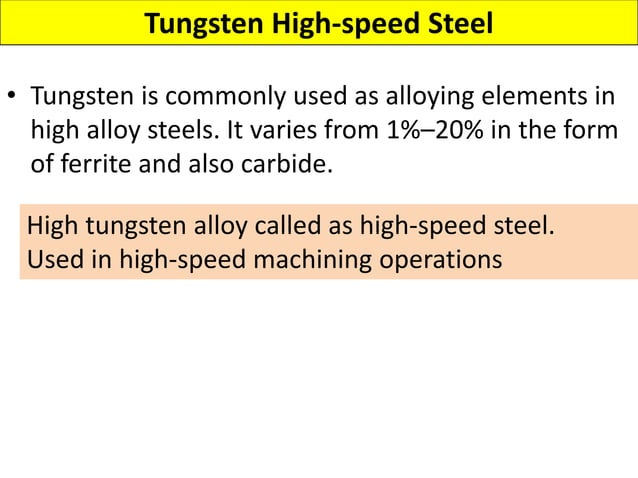 Tungsten High-speed Steel
• Tungsten is commonly used as alloying elements in
high alloy steels. It varies from 1%–20% in the form
of ferrite and also carbide.
High tungsten alloy called as high-speed steel.
Used in high-speed machining operations